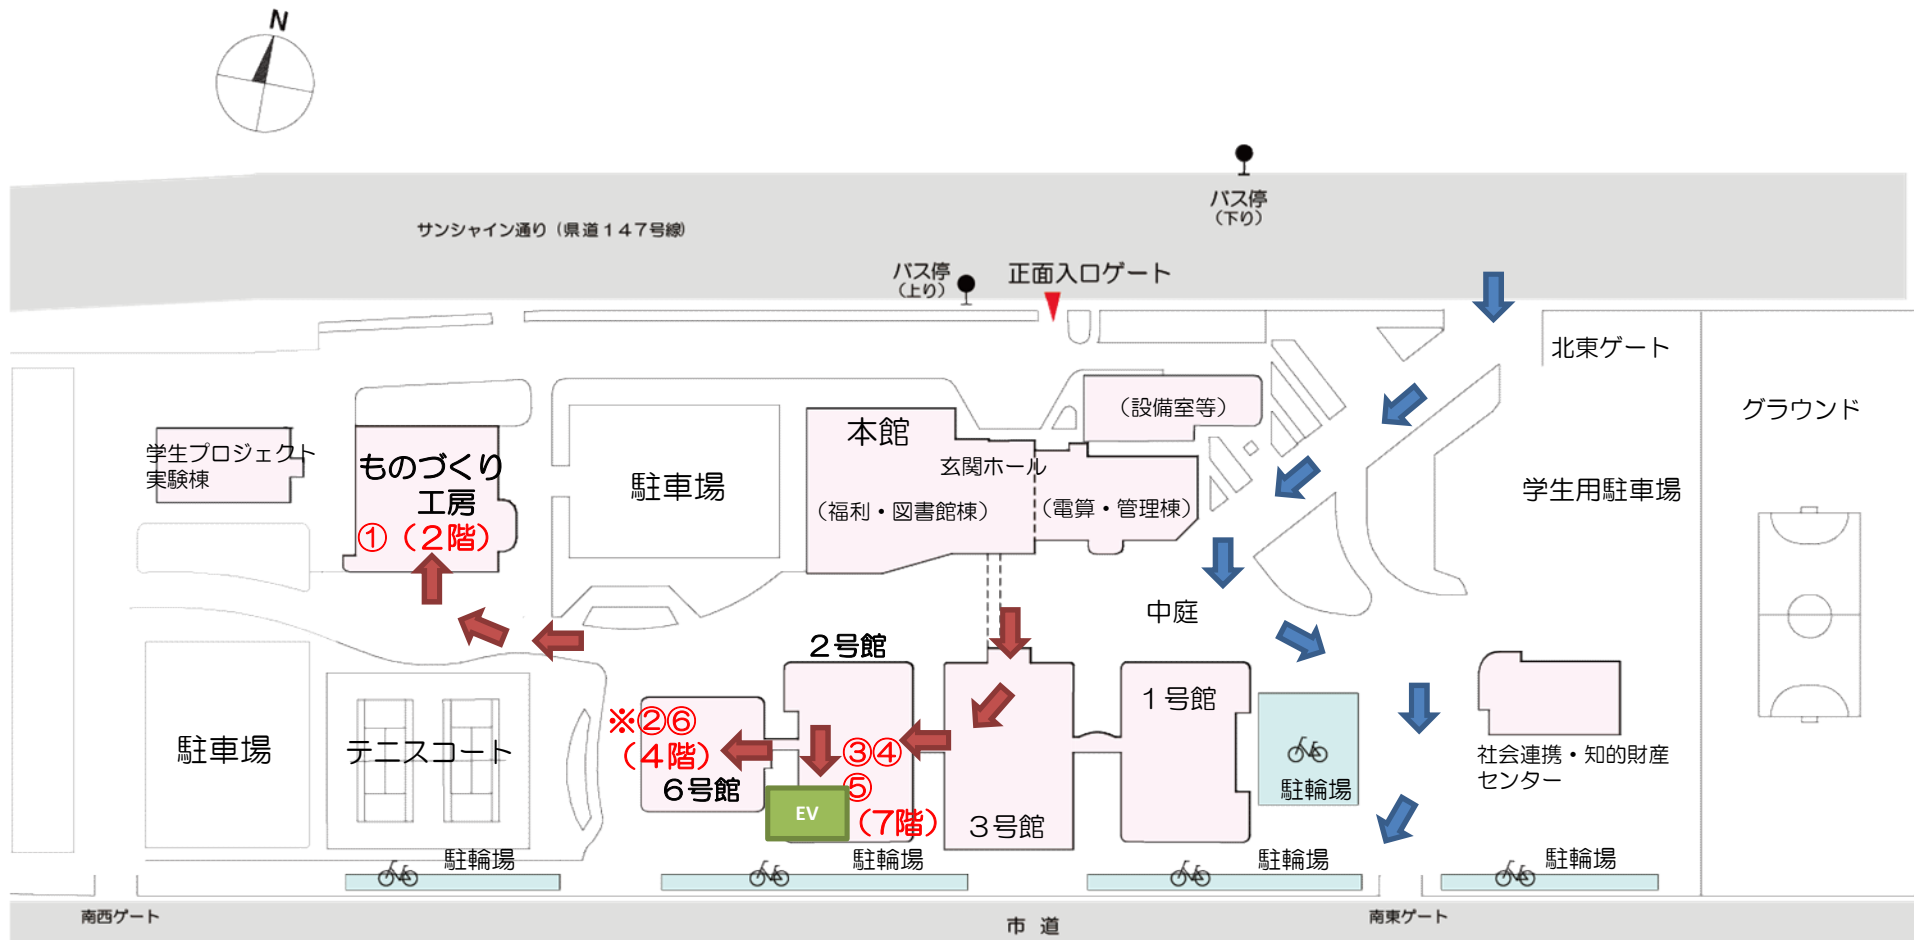 N
バス停
（下り）
サンシャイン通り（県道１４７号線）
バス停
（上り）
正面入口ゲート
北東ゲート
（設備室等）
グラウンド
本館
学生プロジェクト
実験棟
ものづくり
工房
①（２階）
駐車場
玄関ホール
（福利・図書館棟）
（電算・管理棟）
学生用駐車場
中庭
２号館
１号館
※②⑥
（４階）
６号館
③④
⑤
（7階）
EV
３号館
駐車場
テニスコート
駐輪場
社会連携・知的財産
センター
駐輪場
駐輪場
駐輪場
駐輪場
南西ゲート
市 道
南東ゲート